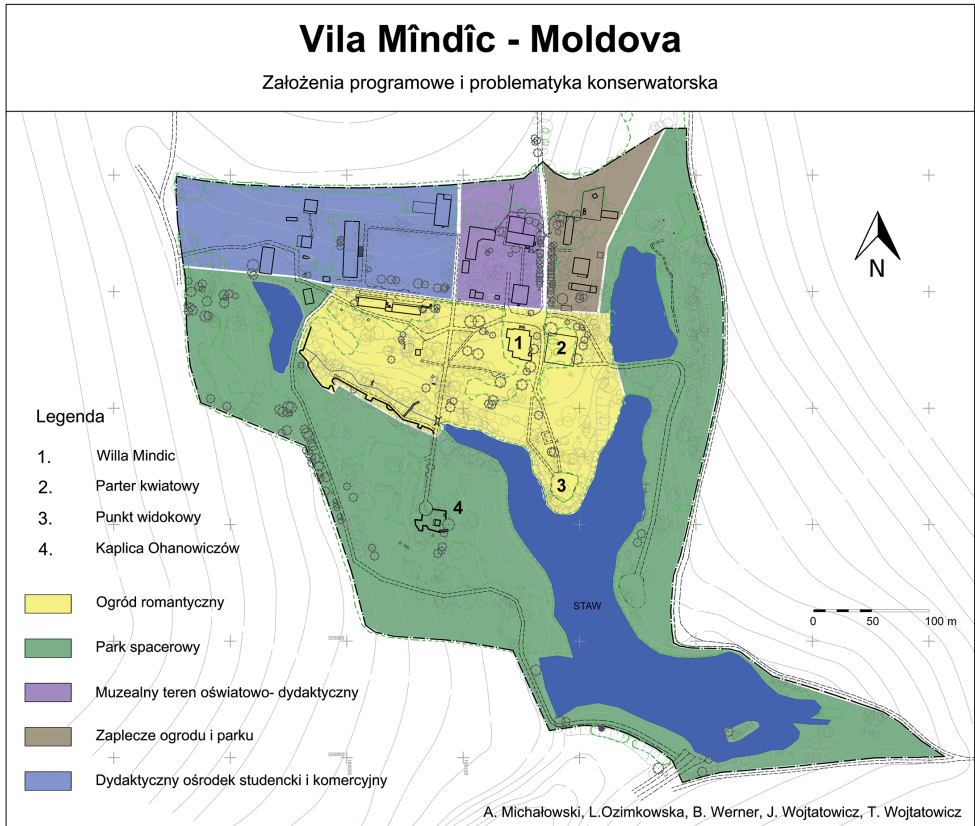 Vila Mîndîc - Moldova
Założenia programowe i problematyka konserwatorska
N
1
2
3
4
STAW
0 50 100 m
Legenda
1. Willa Mindic
2. Parter kwiatowy
3. Punkt widokowy
4. Kaplica Ohanowiczów
Ogród romantyczny
Park spacerowy
Muzealny teren oświatowo- dydaktyczny
Zaplecze ogrodu i parku
Dydaktyczny ośrodek studencki i komercyjny
A. Michałowski, L.Ozimkowska, B. Werner, J. Wojtatowicz, T. Wojtatowicz